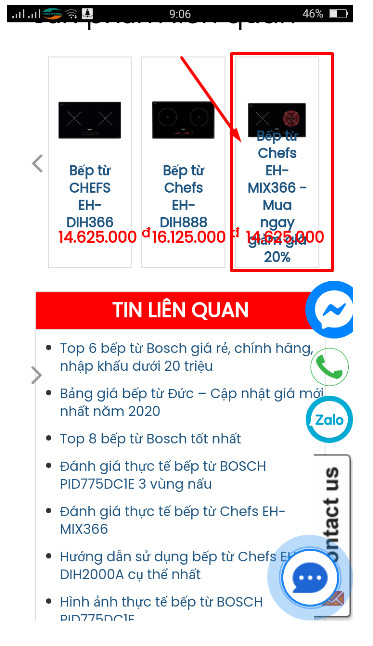 9:06
46%
sản phẩm liên quan
Bếp từ
CHEFS
EH-
DIH366
14.625.000 đ
Bếp từ
Chefs
EH-
DIH888
16.125.000 đ
Bếp từ
Chefs
EH-
MIX366 -
Mua
ngay
giảm giá
20%
14.625.000
TIN LIÊN QUAN
Top 6 bếp từ Bosch giá rẻ, chính hãng,
nhập khẩu dưới 20 triệu
Bảng giá bếp từ Đức – Cập nhật giá mới
nhất năm 2020
Top 8 bếp từ Bosch tốt nhất
Đánh giá thực tế bếp từ BOSCH
PID775DC1E 3 vùng nấu
Đánh giá thực tế bếp từ Chefs EH-
MIX366
Hướng dẫn sử dụng bếp từ Chefs EH
DIH2000A cụ thể nhất
Hình ảnh thực tế bếp từ BOSCH
PID775DC1E
Zalo
ontact us